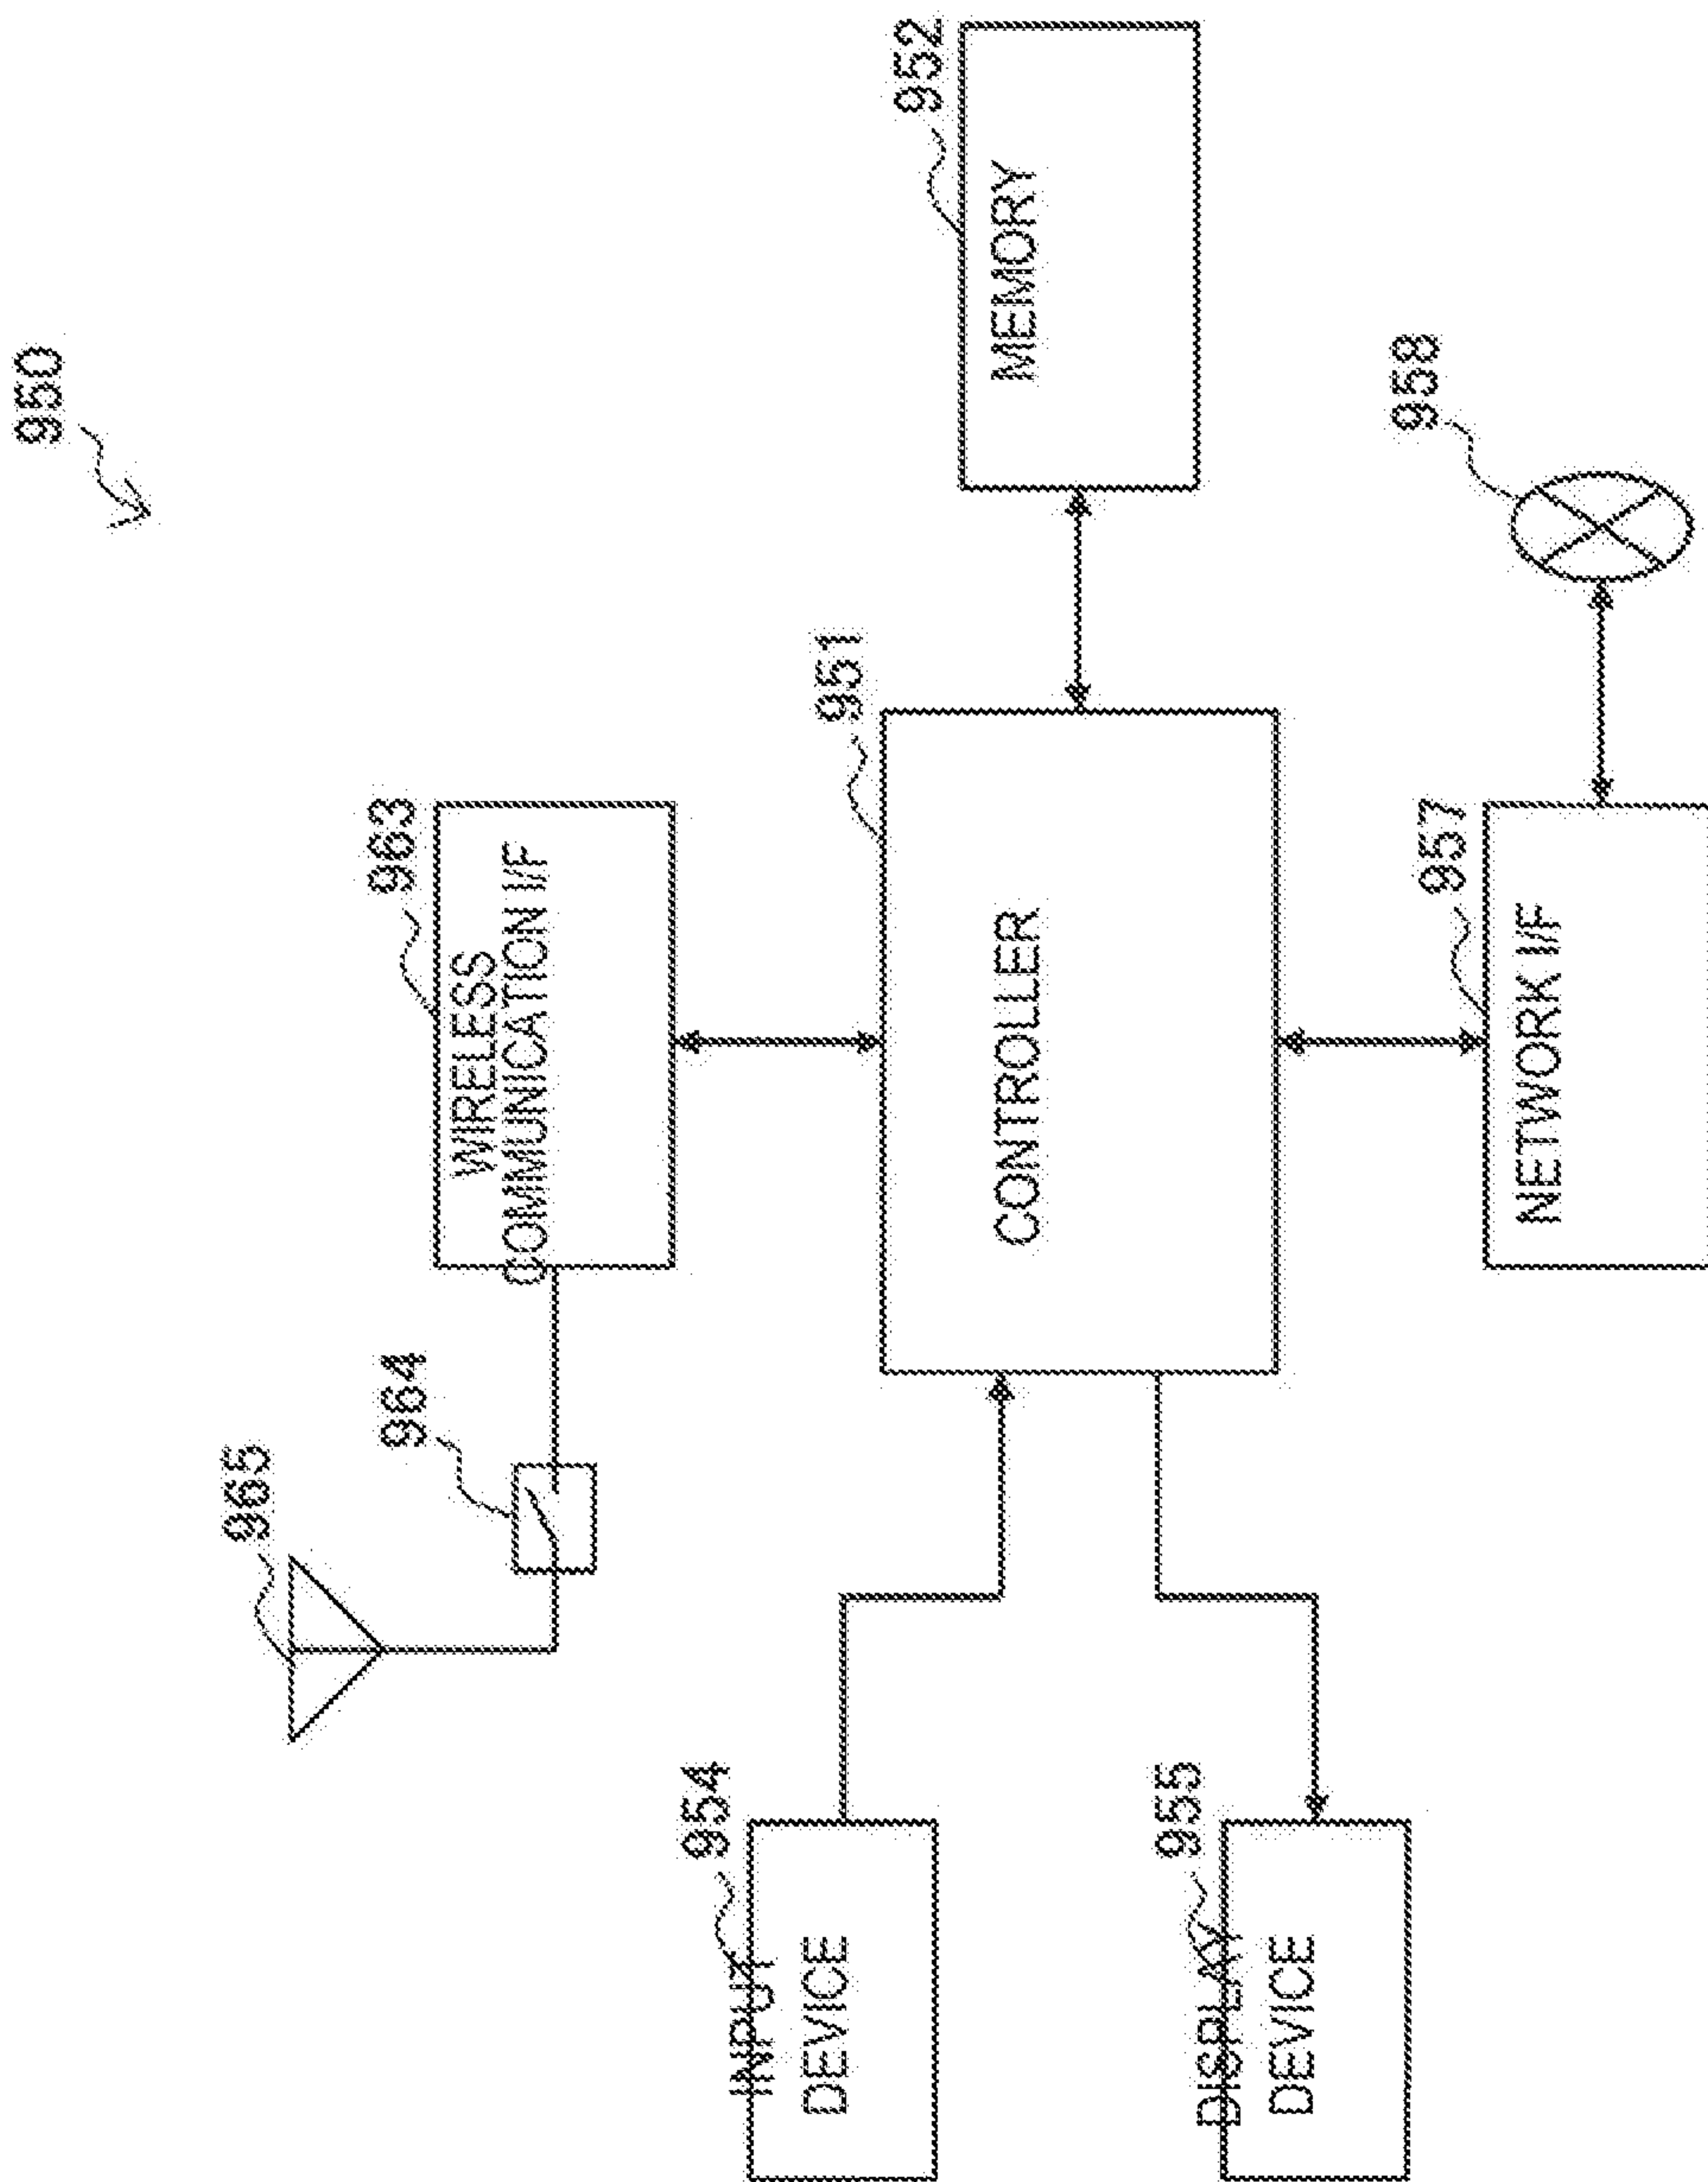 950
965
964
963
WIRELESS
COMMUNICATION I/F
954
INPUT
DEVICE
951
CONTROLLER
952
MEMORY
955
DISPLAY
DEVICE
957
NETWORK I/F
958